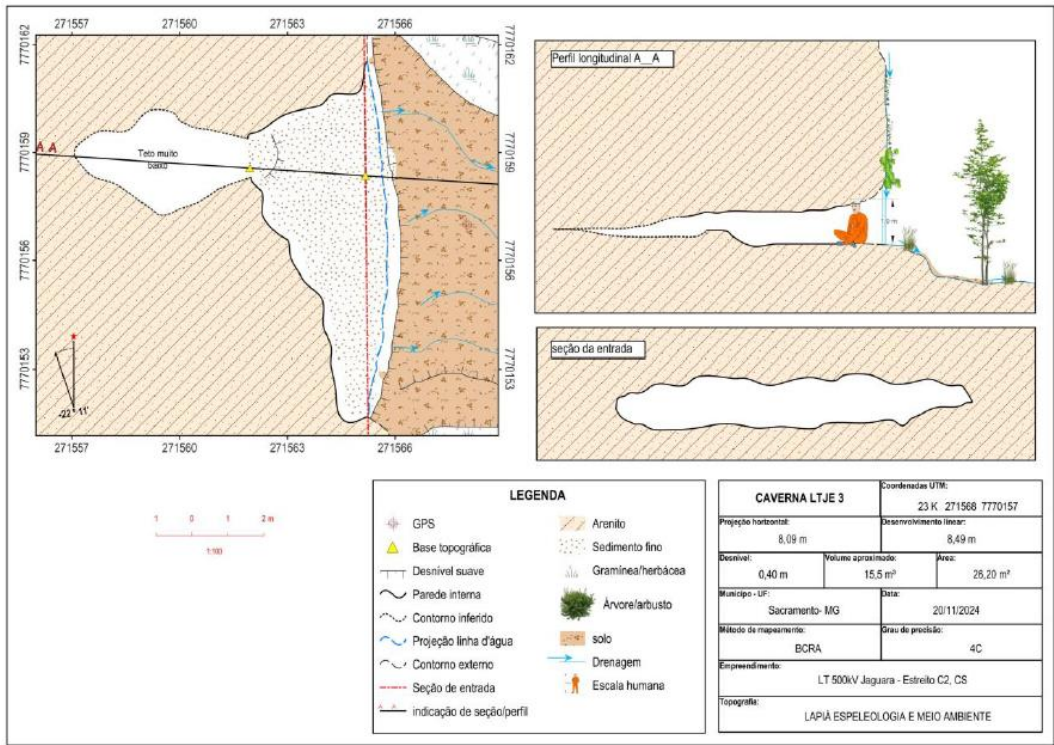 271557 271560 271563 271566
7770162
7770159
7770156
7770153
7770162
7770159
7770156
7770153
A A
Teto muito
baixo
-22° 11'
271557 271560 271563 271566
Perfil longitudinal A__A
seção da entrada
1 0 1 2 m
1:100
LEGENDA
GPS
Base topográfica
Desnível suave
Parede interna
Contorno inferido
Projeção linha d'água
Contorno externo
Seção de entrada
A A
indicação de seção/perfil
Arenito
Sedimento fino
Gramínea/herbácea
Árvore/arbusto
solo
Drenagem
Escala humana
CAVERNA LTJE 3
Coordenadas UTM:
23 K 271568 7770157
Projeção horizontal:
8,09 m
Desenvolvimento linear:
8,49 m
Desnível:
0,40 m
Volume aproximado:
15,5 m³
Área:
26,20 m²
Município - UF:
Sacramento- MG
Data:
20/11/2024
Método de mapeamento:
BCRA
Grau de precisão:
4C
Empreendimento:
LT 500kV Jaguara - Estreito C2, CS
Topografia:
LAPIÁ ESPELEOLOGIA E MEIO AMBIENTE